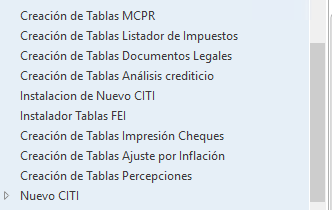 Creación de Tablas MCPR
Creación de Tablas Listador de Impuestos
Creación de Tablas Documentos Legales
Creación de Tablas Análisis crediticio
Instalacion de Nuevo CITI
Instalador Tablas FEI
Creación de Tablas Impresión Cheques
Creación de Tablas Ajuste por Inflación
Creación de Tablas Percepciones
Nuevo CITI